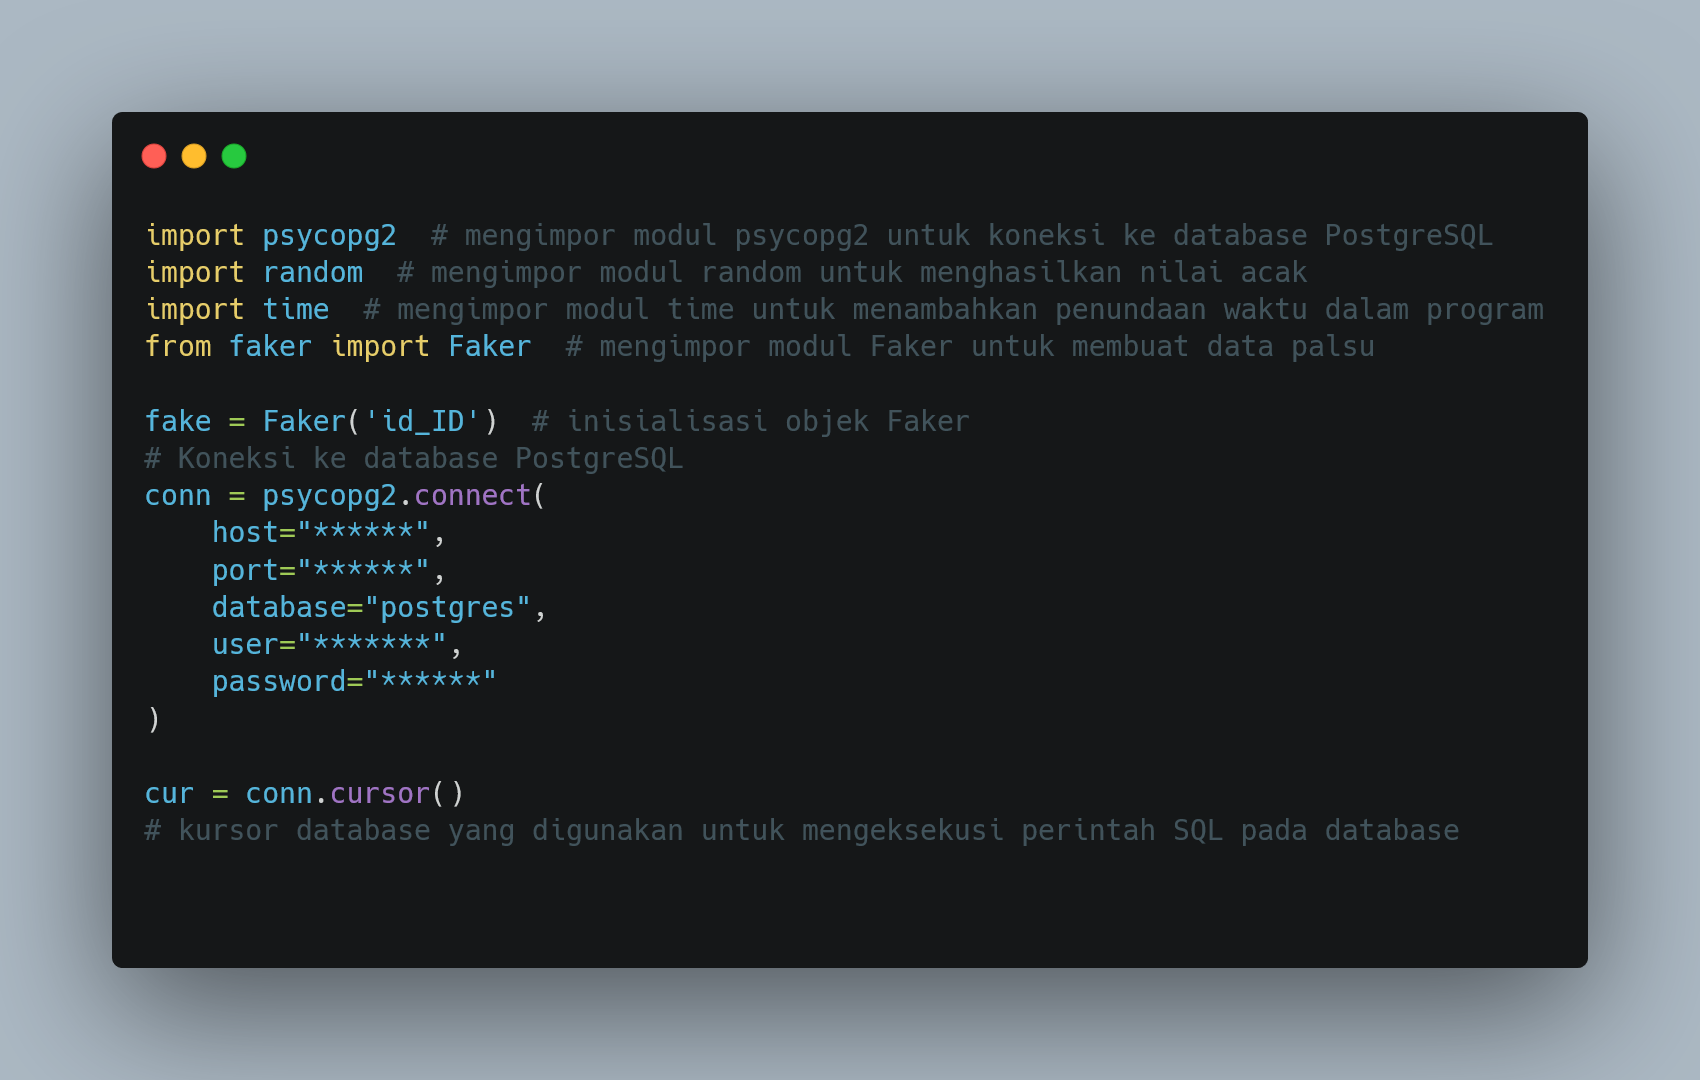 import psycopg2  # mengimpor modul psycopg2 untuk koneksi ke database PostgreSQL
import random  # mengimpor modul random untuk menghasilkan nilai acak
import time  # mengimpor modul time untuk menambahkan penundaan waktu dalam program
from faker import Faker  # mengimpor modul Faker untuk membuat data palsu

fake = Faker('id_ID')  # inisialisasi objek Faker
# Koneksi ke database PostgreSQL
conn = psycopg2.connect(
    host="******",
    port="******",
    database="postgres",
    user="*******",
    password="******"
)

cur = conn.cursor()
# kursor database yang digunakan untuk mengeksekusi perintah SQL pada database